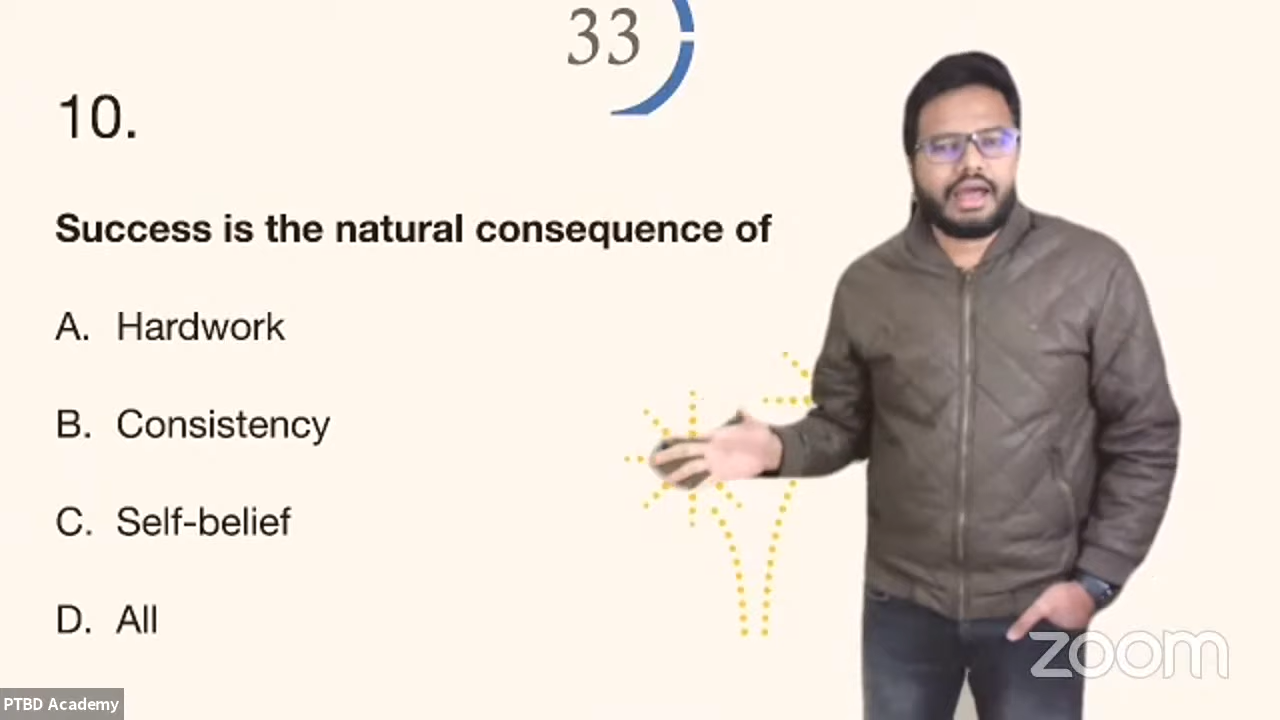 33
10.
Success is the natural consequence of
A. Hardwork
B. Consistency
C. Self-belief
D. All
zoom
PTBD Academy